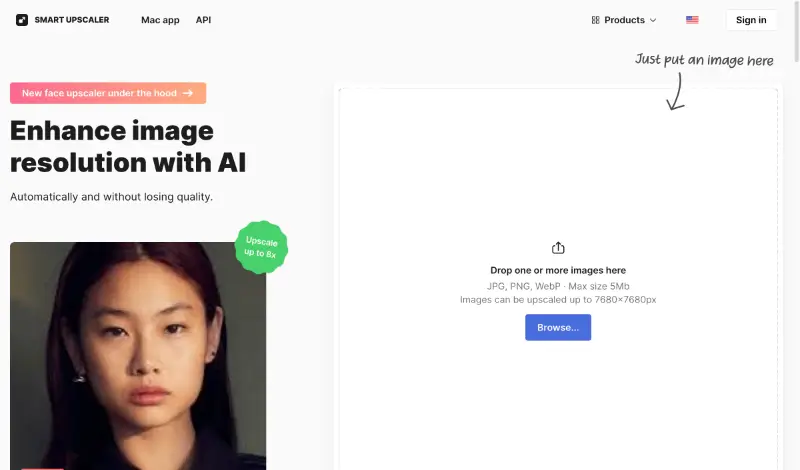 SMART UPSCALER
Mac app
API
Products
Sign in
Just put an image here
New face upscaler under the hood →
Enhance image
resolution with AI
Automatically and without losing quality.
Upscale
up to 8x
Drop one or more images here
JPG, PNG, WebP · Max size 5Mb
Images can be upscaled up to 7680×7680px
Browse...